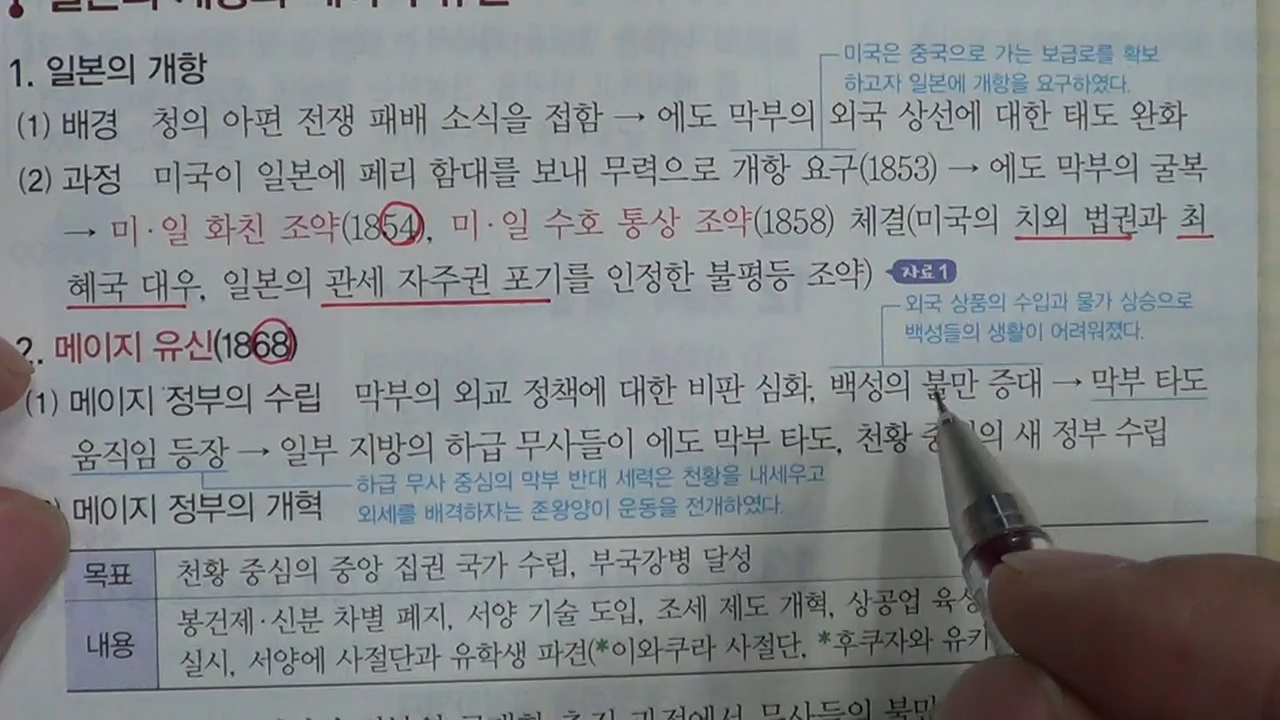 1. 일본의 개항
미국은 중국으로 가는 보급로를 확보
하고자 일본에 개항을 요구하였다.
(1) 배경 청의 아편 전쟁 패배 소식을 접함 → 에도 막부의 외국 상선에 대한 태도 완화
(2) 과정 미국이 일본에 페리 함대를 보내 무력으로 개항 요구(1853) → 에도 막부의 굴복
→ 미·일 화친 조약(1854), 미·일 수호 통상 조약(1858) 체결(미국의 치외 법권과 최
혜국 대우, 일본의 관세 자주권 포기를 인정한 불평등 조약) 자료1
외국 상품의 수입과 물가 상승으로
백성들의 생활이 어려워졌다.
2. 메이지 유신(1868)
(1) 메이지 정부의 수립 막부의 외교 정책에 대한 비판 심화, 백성의 불만 증대 → 막부 타도
움직임 등장 → 일부 지방의 하급 무사들이 에도 막부 타도, 천황 의 새 정부 수립
하급 무사 중심의 막부 반대 세력은 천황을 내세우고
외세를 배격하자는 존왕양이 운동을 전개하였다.
메이지 정부의 개혁
목표 천황 중심의 중앙 집권 국가 수립, 부국강병 달성
내용 봉건제·신분 차별 폐지, 서양 기술 도입, 조세 제도 개혁, 상공업
실시, 서양에 사절단과 유학생 파견(*이와쿠라 사절단, *후쿠자와 유키
과정에서 무사들의 불만